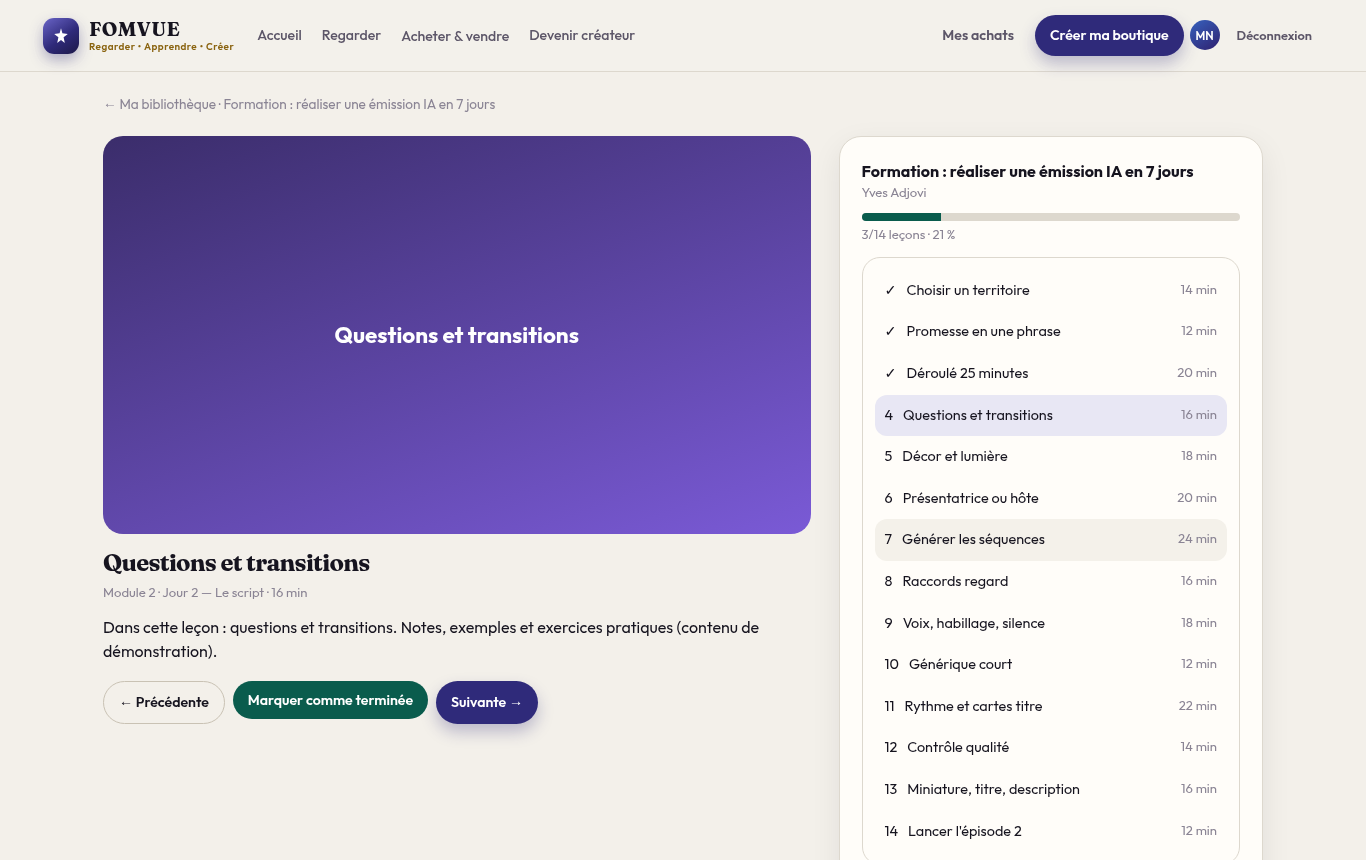 FOMVUE
Regarder • Apprendre • Créer
Accueil
Regarder
Acheter & vendre
Devenir créateur
Mes achats
Créer ma boutique
MN
Déconnexion
← Ma bibliothèque · Formation : réaliser une émission IA en 7 jours
Questions et transitions
Questions et transitions
Module 2 · Jour 2 — Le script · 16 min
Dans cette leçon : questions et transitions. Notes, exemples et exercices pratiques (contenu de
démonstration).
← Précédente
Marquer comme terminée
Suivante →
Formation : réaliser une émission IA en 7 jours
Yves Adjovi
3/14 leçons · 21 %
✓ Choisir un territoire 14 min
✓ Promesse en une phrase 12 min
✓ Déroulé 25 minutes 20 min
4 Questions et transitions 16 min
5 Décor et lumière 18 min
6 Présentatrice ou hôte 20 min
7 Générer les séquences 24 min
8 Raccords regard 16 min
9 Voix, habillage, silence 18 min
10 Générique court 12 min
11 Rythme et cartes titre 22 min
12 Contrôle qualité 14 min
13 Miniature, titre, description 16 min
14 Lancer l'épisode 2 12 min